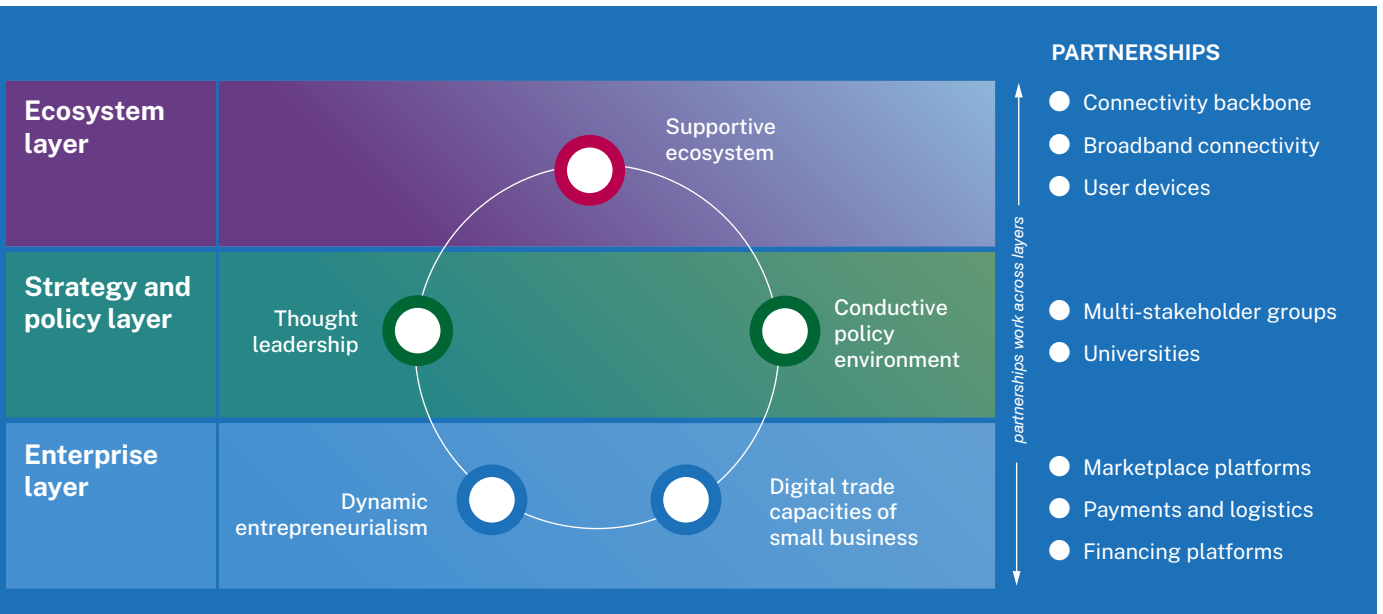 Ecosystem
layer
Supportive
ecosystem
Strategy and
policy layer
Thought
leadership
Conductive
policy
environment
Enterprise
layer
Dynamic
entrepreneurialism
Digital trade
capacities of
small business
partnerships work across layers
PARTNERSHIPS
Connectivity backbone
Broadband connectivity
User devices
Multi-stakeholder groups
Universities
Marketplace platforms
Payments and logistics
Financing platforms